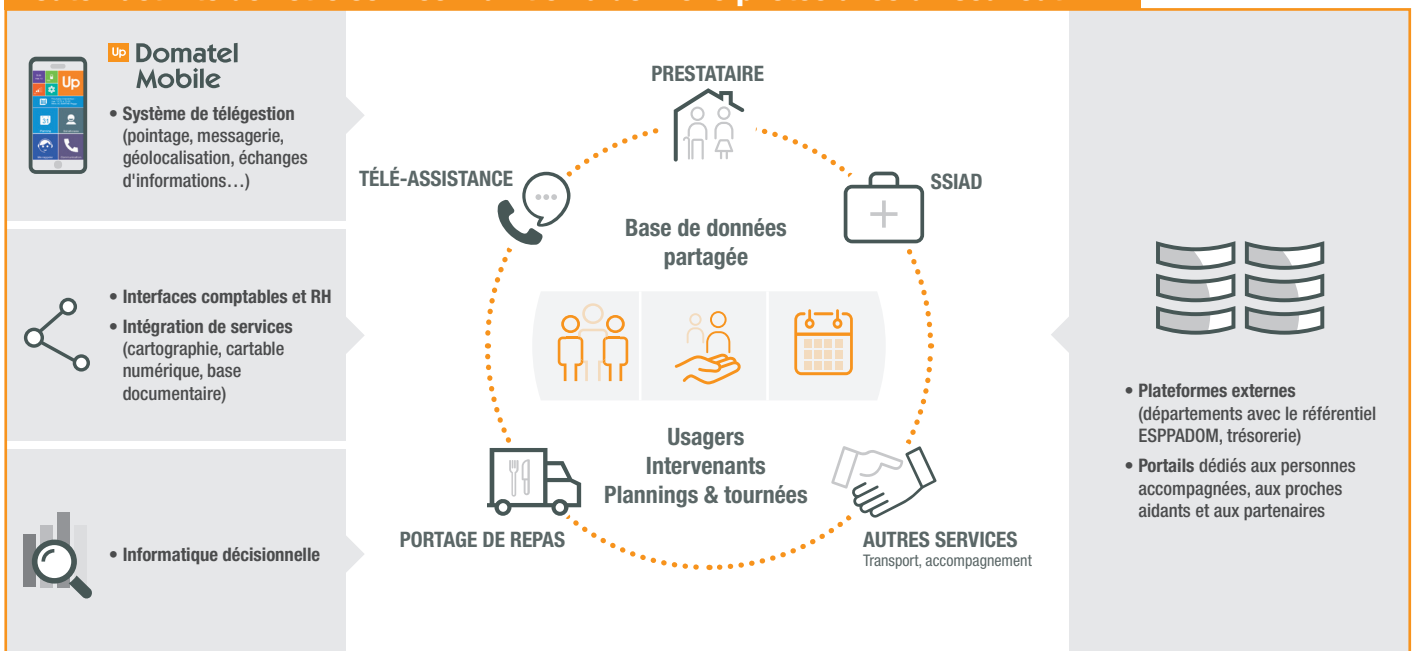 Up Domatel
Mobile
• Système de télégestion
(pointage, messagerie,
géolocalisation, échanges
d'informations…)
Up
31
• Interfaces comptables et RH
• Intégration de services
(cartographie, cartable
numérique, base
documentaire)
• Informatique décisionnelle
PRESTATAIRE
TÉLÉ-ASSISTANCE
SSIAD
Base de données
partagée
Usagers
Intervenants
Plannings & tournées
PORTAGE DE REPAS
AUTRES SERVICES
Transport, accompagnement
• Plateformes externes
(départements avec le référentiel
ESPPADOM, trésorerie)
• Portails dédiés aux personnes
accompagnées, aux proches
aidants et aux partenaires